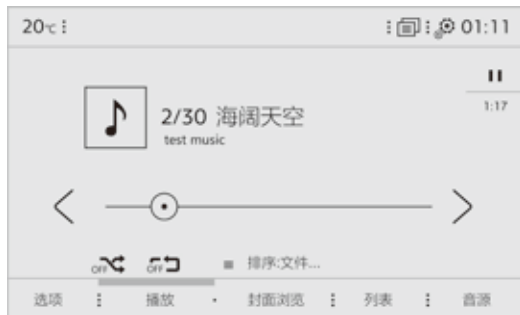 20℃ 01:11
2/30 海阔天空
test music
1:17
OFF OFF 排序:文件...
选项 播放 封面浏览 列表 音源